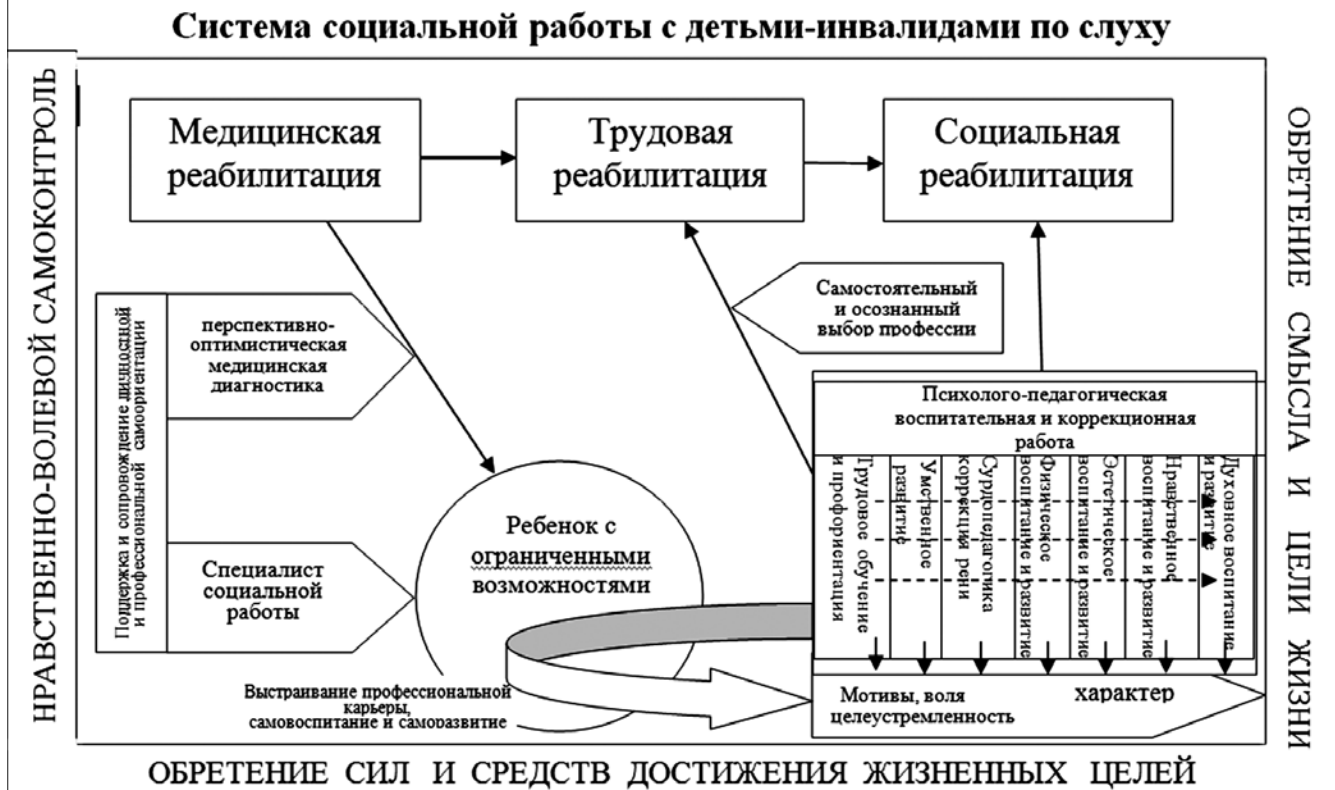 Система социальной работы с детьми-инвалидами по слуху
НРАВСТВЕННО-ВОЛЕВОЙ САМОКОНТРОЛЬ
Медицинская
реабилитация
Трудовая
реабилитация
Социальная
реабилитация
Поддержка и сопровождение личностной
и профессиональной самоориентации
перспективно-
оптимистическая
медицинская
диагностика
Самостоятельный
и осознанный
выбор профессии
Специалист
социальной
работы
Ребенок с
ограниченными
возможностями
Выстраивание профессиональной
карьеры,
самовоспитание и саморазвитие
Психолого-педагогическая
воспитательная и коррекционная
работа
Трудовое обучение
и профориентация
Умственное
развитие
Сурдопедагогика
коррекции рени
Физическое
воспитание и развитие
Эстетическое
воспитание и развитие
Нравственное
воспитание и развитие
Духовное воспитание
и развитие
Мотивы, воля
целеустремленность
характер
ОБРЕТЕНИЕ СМЫСЛА И ЦЕЛИ ЖИЗНИ
ОБРЕТЕНИЕ СИЛ И СРЕДСТВ ДОСТИЖЕНИЯ ЖИЗНЕННЫХ ЦЕЛЕЙ